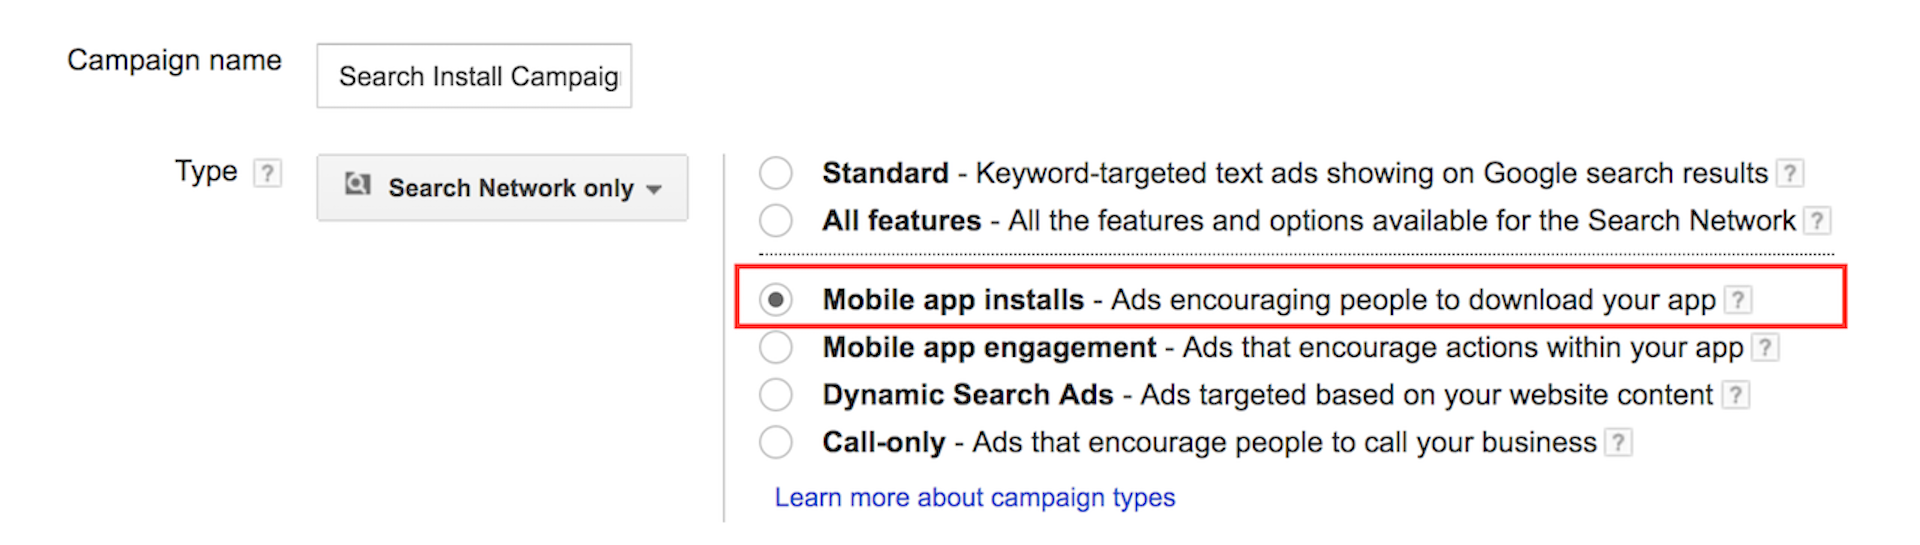 Campaign name
Search Install Campaig
Type ?
Search Network only
Standard - Keyword-targeted text ads showing on Google search results ?
All features - All the features and options available for the Search Network ?
Mobile app installs - Ads encouraging people to download your app ?
Mobile app engagement - Ads that encourage actions within your app ?
Dynamic Search Ads - Ads targeted based on your website content ?
Call-only - Ads that encourage people to call your business ?
Learn more about campaign types